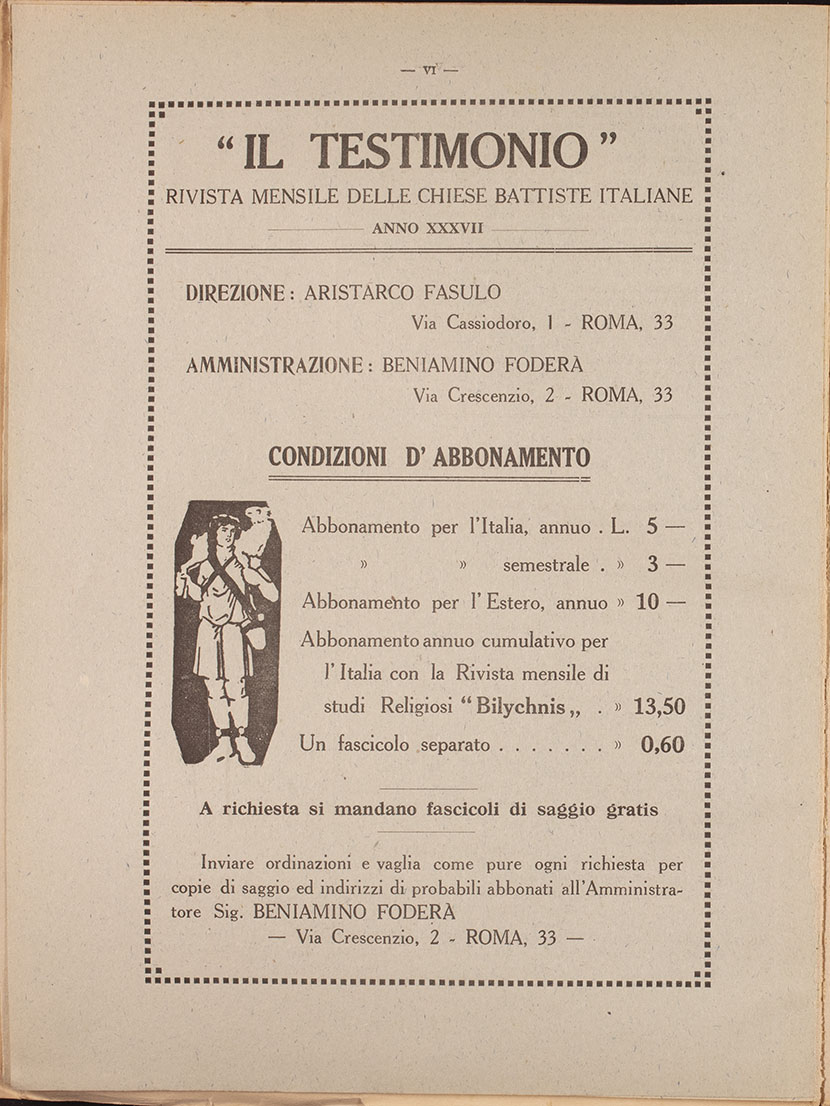 — VI —
“ IL TESTIMONIO ”
RIVISTA MENSILE DELLE CHIESE BATTISTE ITALIANE
ANNO XXXVII
DIREZIONE : ARISTARCO FASULO
Via Cassiodoro, 1 - ROMA, 33
AMMINISTRAZIONE : BENIAMINO FODERÀ
Via Crescenzio, 2 - ROMA, 33
CONDIZIONI D' ABBONAMENTO
Abbonamento per l'Italia, annuo . L. 5 —
» » semestrale . » 3 —
Abbonamento per l' Estero, annuo » 10 —
Abbonamento annuo cumulativo per
l' Italia con la Rivista mensile di
studi Religiosi “ Bilychnis „ . » 13,50
Un fascicolo separato . . . . . . . » 0,60
A richiesta si mandano fascicoli di saggio gratis
Inviare ordinazioni e vaglia come pure ogni richiesta per
copie di saggio ed indirizzi di probabili abbonati all'Amministra-
tore Sig. BENIAMINO FODERÀ
— Via Crescenzio, 2 - ROMA, 33 —